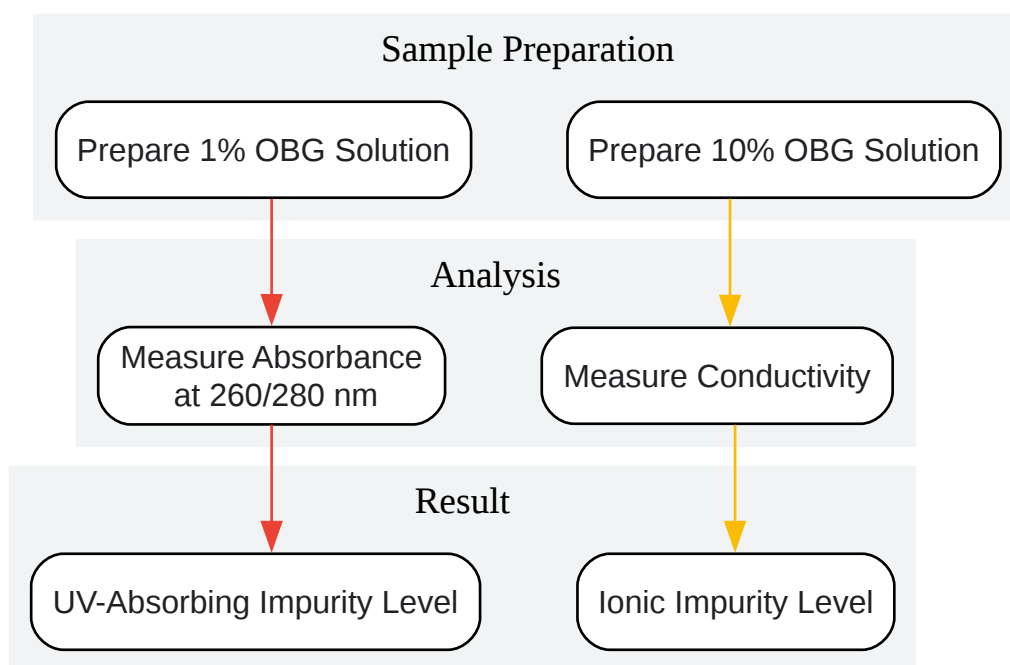 Sample Preparation
Prepare 1% OBG Solution
Prepare 10% OBG Solution
Analysis
Measure Absorbance
at 260/280 nm
Measure Conductivity
Result
UV-Absorbing Impurity Level
Ionic Impurity Level